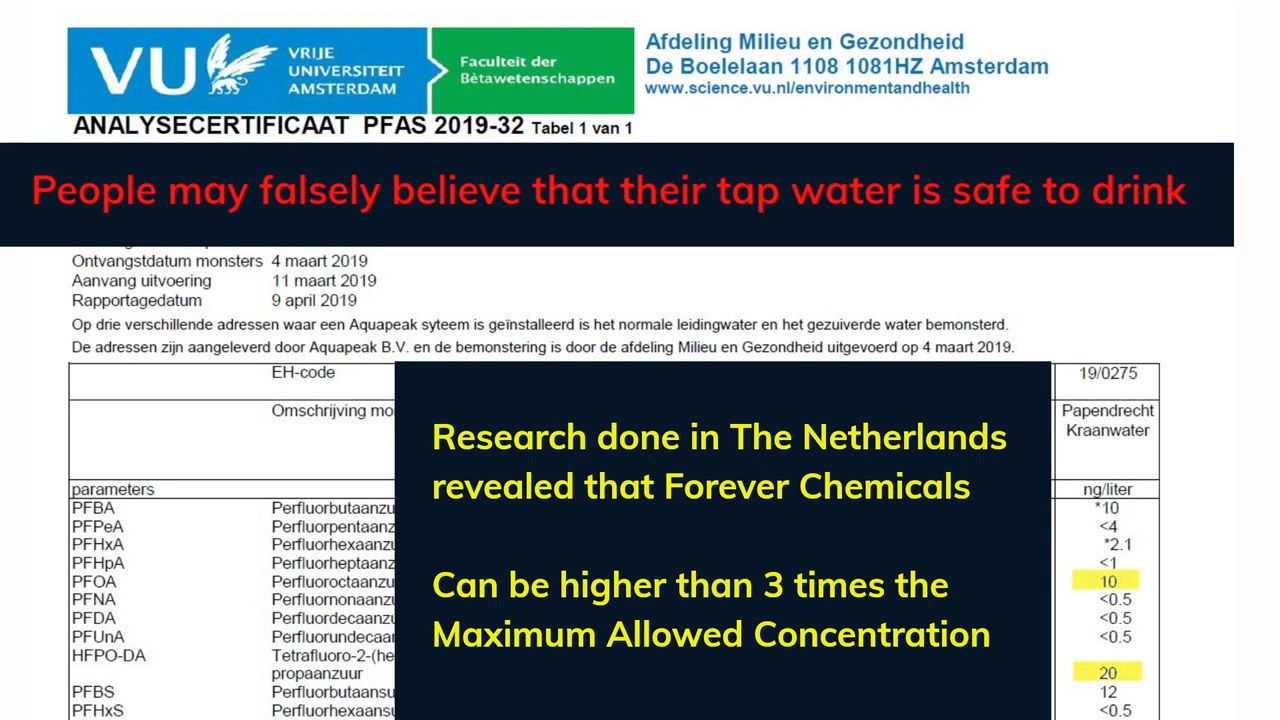 VU VRIJE UNIVERSITEIT AMSTERDAM
Faculteit der Bètawetenschappen
Afdeling Milieu en Gezondheid
De Boelelaan 1108 1081HZ Amsterdam
www.science.vu.nl/environmentandhealth
ANALYSECERTIFICAAT PFAS 2019-32 Tabel 1 van 1
People may falsely believe that their tap water is safe to drink
Ontvangstdatum monsters 4 maart 2019
Aanvang uitvoering 11 maart 2019
Rapportagedatum 9 april 2019
Op drie verschillende adressen waar een Aquapeak syteem is geïnstalleerd is het normale leidingwater en het gezuiverde water bemonsterd.
De adressen zijn aangeleverd door Aquapeak B.V. en de bemonstering is door de afdeling Milieu en Gezondheid uitgevoerd op 4 maart 2019.
EH-code 19/0275
Omschrijving mo Papendrecht
Kraanwater
parameters ng/liter
PFBA Perfluorbutaanzu *10
PFPeA Perfluorpentaanz <4
PFHxA Perfluorhexaanzu *2.1
PFHpA Perfluorheptaanz <1
PFOA Perfluoroctaanzu 10
PFNA Perfluornonaanzu <0.5
PFDA Perfluordecaanzu <0.5
PFUnA Perfluorundecaar <0.5
HFPO-DA Tetrafluoro-2-(he
propaanzuur 20
PFBS Perfluorbutaansu 12
PFHxS Perfluorhexaansu <0.5
Research done in The Netherlands
revealed that Forever Chemicals
Can be higher than 3 times the
Maximum Allowed Concentration